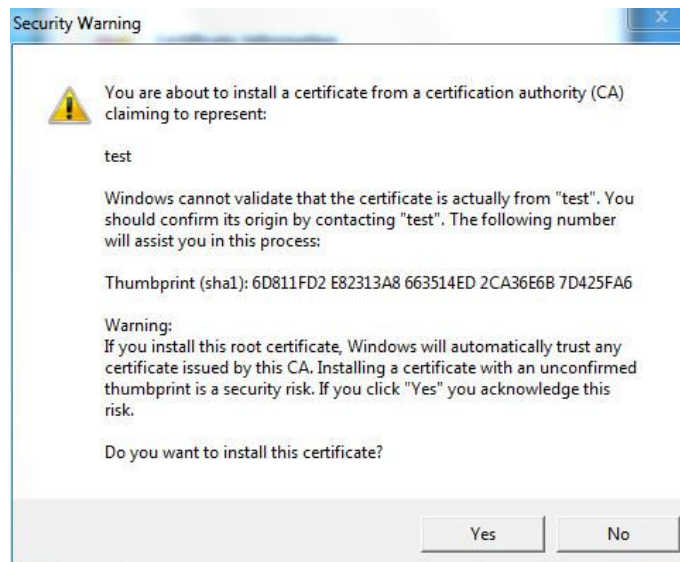 Security Warning
You are about to install a certificate from a certification authority (CA)
claiming to represent:
test
Windows cannot validate that the certificate is actually from "test". You
should confirm its origin by contacting "test". The following number
will assist you in this process:
Thumbprint (sha1): 6D811FD2 E82313A8 663514ED 2CA36E6B 7D425FA6
Warning:
If you install this root certificate, Windows will automatically trust any
certificate issued by this CA. Installing a certificate with an unconfirmed
thumbprint is a security risk. If you click "Yes" you acknowledge this
risk.
Do you want to install this certificate?
Yes No